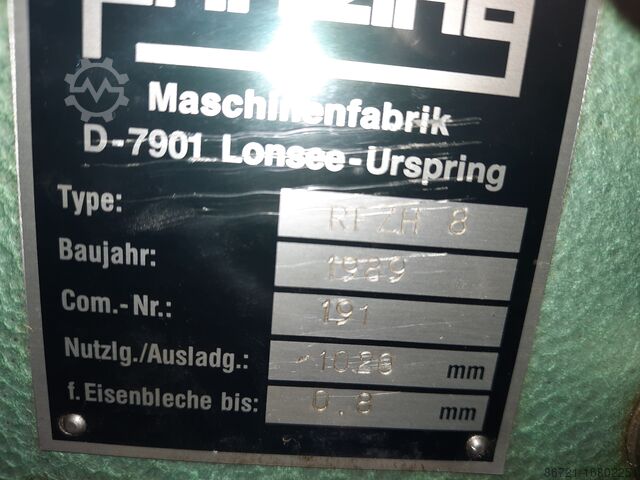 Maschinenfabrik
D-7901 Lonsee-Urspring
Type: RI ZH 8
Baujahr: 1989
Com.-Nr.: 191
Nutzlg./Ausladg.: 1028 mm
f. Eisenbleche bis: 0.8 mm